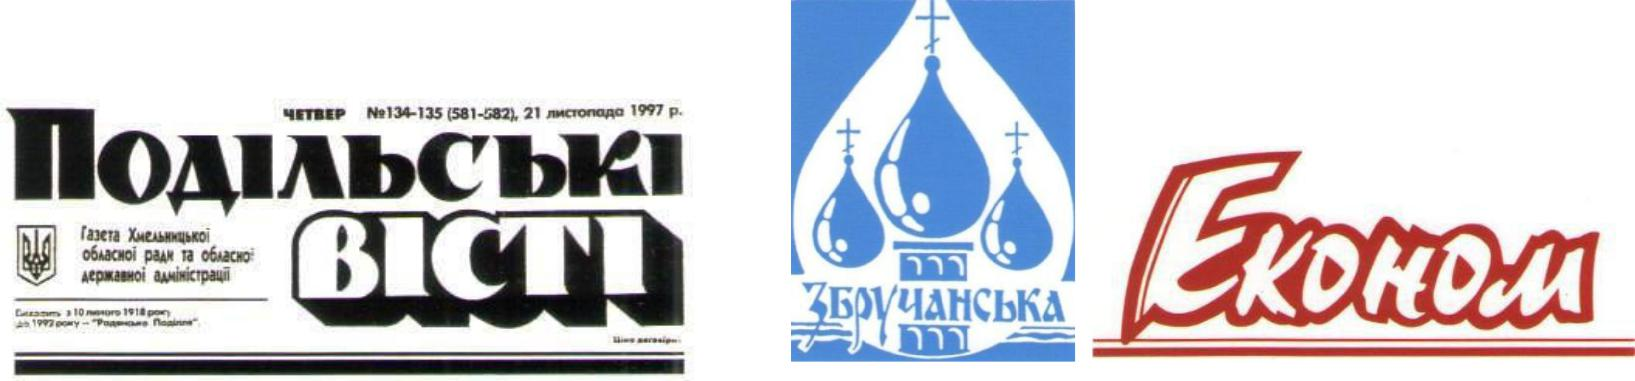 ЧЕТВЕР №134-135 (581-582), 21 листопада 1997 р.
ПОДІЛЬСЬКІ
ВІСТІ
Газета Хмельницької
обласної ради та обласної
державної адміністрації
Виходить з 10 лютого 1918 року
до 1992 року – "Радянське Поділля".
Ціна договірна
ЗБРУЧАНСЬКА
Економ